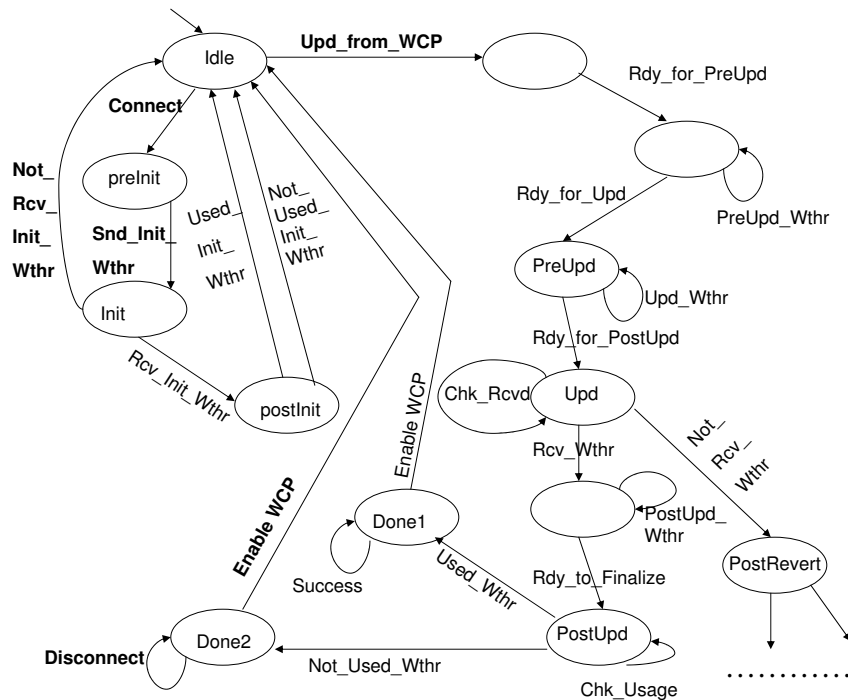 Idle
Upd_from_WCP
Rdy_for_PreUpd
Connect
Not_
Rcv_
Init_
Wthr
preInit
Used_
Init_
Wthr
Not_
Used_
Init_
Wthr
Snd_Init_
Wthr
Rdy_for_Upd
PreUpd_Wthr
PreUpd
Upd_Wthr
Init
Rdy_for_PostUpd
Rcv_Init_Wthr
postInit
Chk_Rcvd
Upd
Not_
Rcv_
Wthr
Rcv_Wthr
Enable WCP
Enable WCP
Done1
PostUpd_
Wthr
Success
Used_Wthr
Rdy_to_Finalize
PostRevert
Disconnect
Done2
PostUpd
Not_Used_Wthr
Chk_Usage